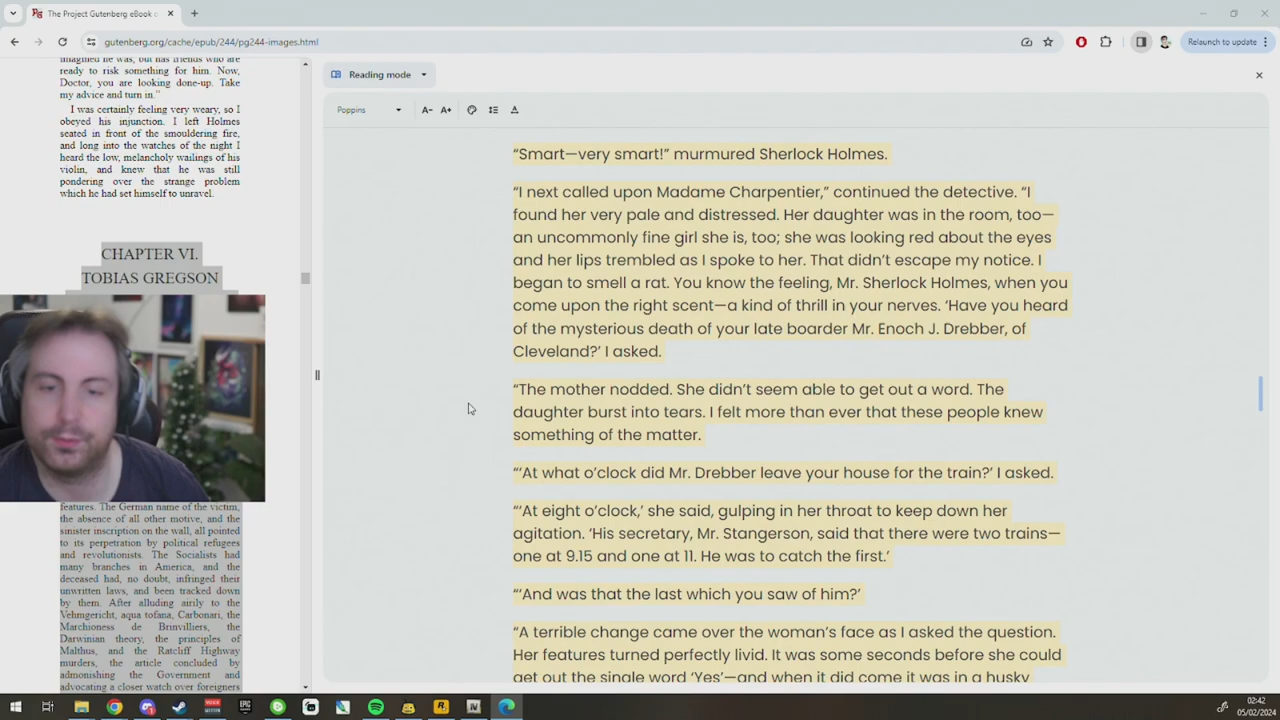 The Project Gutenberg eBook o
gutenberg.org/cache/epub/244/pg244-images.html
Relaunch to update
imagined he was, but has friends who are
ready to risk something for him. Now,
Doctor, you are looking done-up. Take
my advice and turn in.”
I was certainly feeling very weary, so I
obeyed his injunction. I left Holmes
seated in front of the smouldering fire,
and long into the watches of the night I
heard the low, melancholy wailings of his
violin, and knew that he was still
pondering over the strange problem
which he had set himself to unravel.
CHAPTER VI.
TOBIAS GREGSON
features. The German name of the victim,
the absence of all other motive, and the
sinister inscription on the wall, all pointed
to its perpetration by political refugees
and revolutionists. The Socialists had
many branches in America, and the
deceased had, no doubt, infringed their
unwritten laws, and been tracked down
by them. After alluding airily to the
Vehmgericht, aqua tofana, Carbonari, the
Marchioness de Brinvilliers, the
Darwinian theory, the principles of
Malthus, and the Ratcliff Highway
murders, the article concluded by
admonishing the Government and
advocating a closer watch over foreigners
Reading mode
Poppins
A-
A+
“Smart—very smart!” murmured Sherlock Holmes.
“I next called upon Madame Charpentier,” continued the detective. “I
found her very pale and distressed. Her daughter was in the room, too—
an uncommonly fine girl she is, too; she was looking red about the eyes
and her lips trembled as I spoke to her. That didn’t escape my notice. I
began to smell a rat. You know the feeling, Mr. Sherlock Holmes, when you
come upon the right scent—a kind of thrill in your nerves. ‘Have you heard
of the mysterious death of your late boarder Mr. Enoch J. Drebber, of
Cleveland?’ I asked.
“The mother nodded. She didn’t seem able to get out a word. The
daughter burst into tears. I felt more than ever that these people knew
something of the matter.
“‘At what o’clock did Mr. Drebber leave your house for the train?’ I asked.
“‘At eight o’clock,’ she said, gulping in her throat to keep down her
agitation. ‘His secretary, Mr. Stangerson, said that there were two trains—
one at 9.15 and one at 11. He was to catch the first.’
“‘And was that the last which you saw of him?’
“A terrible change came over the woman’s face as I asked the question.
Her features turned perfectly livid. It was some seconds before she could
get out the single word ‘Yes’—and when it did come it was in a husky
02:42
05/02/2024